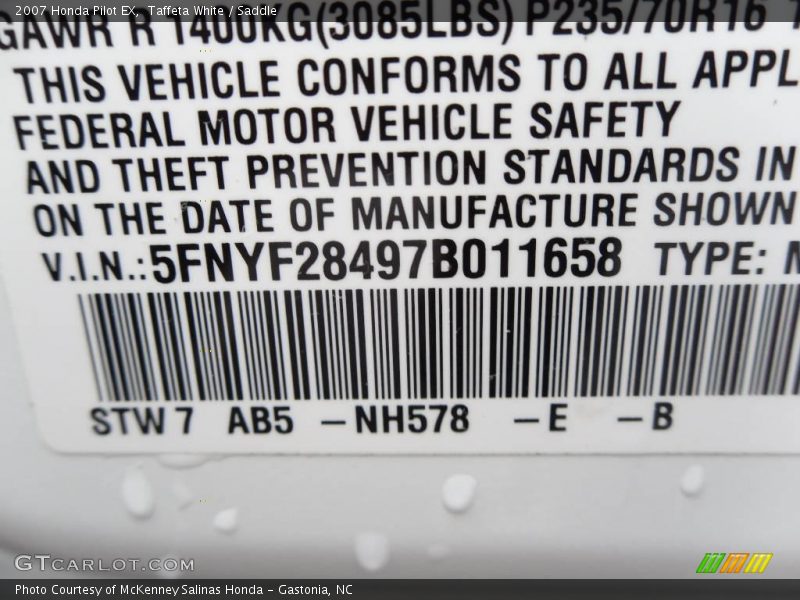 2007 Honda Pilot EX, Taffeta White / Saddle
GAWR R 1400KG(3085LBS) P235/70R16
THIS VEHICLE CONFORMS TO ALL APPL
FEDERAL MOTOR VEHICLE SAFETY
AND THEFT PREVENTION STANDARDS IN
ON THE DATE OF MANUFACTURE SHOWN
V.I.N.:5FNYF28497B011658 TYPE:
STW7 AB5 -NH578 -E -B
GTCARLOT.COM
Photo Courtesy of McKenney Salinas Honda - Gastonia, NC